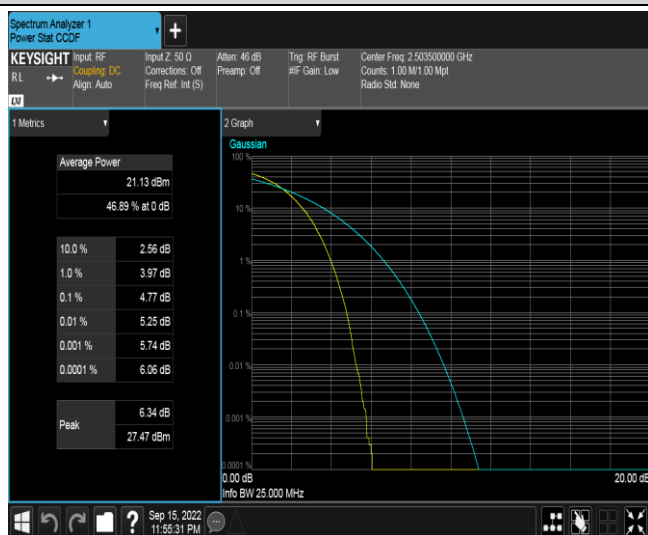 Spectrum Analyzer 1
Power Stat CCDF
KEYSIGHT
RL
LXI
Input: RF
Coupling: DC
Align: Auto
Input Z: 50 Ω
Corrections: Off
Freq Ref: Int (S)
Atten: 46 dB
Preamp: Off
Trig: RF Burst
#IF Gain: Low
Center Freq: 2.503500000 GHz
Counts: 1.00 M/1.00 Mpt
Radio Std: None
1 Metrics
Average Power
21.13 dBm
46.89 % at 0 dB
10.0 % 2.56 dB
1.0 % 3.97 dB
0.1 % 4.77 dB
0.01 % 5.25 dB
0.001 % 5.74 dB
0.0001 % 6.06 dB
Peak
6.34 dB
27.47 dBm
2 Graph
Gaussian
100 %
10 %
1 %
0.1 %
0.01 %
0.001 %
0.0001 %
0.00 dB 20.00 dB
Info BW 25.000 MHz
Sep 15, 2022
11:55:31 PM